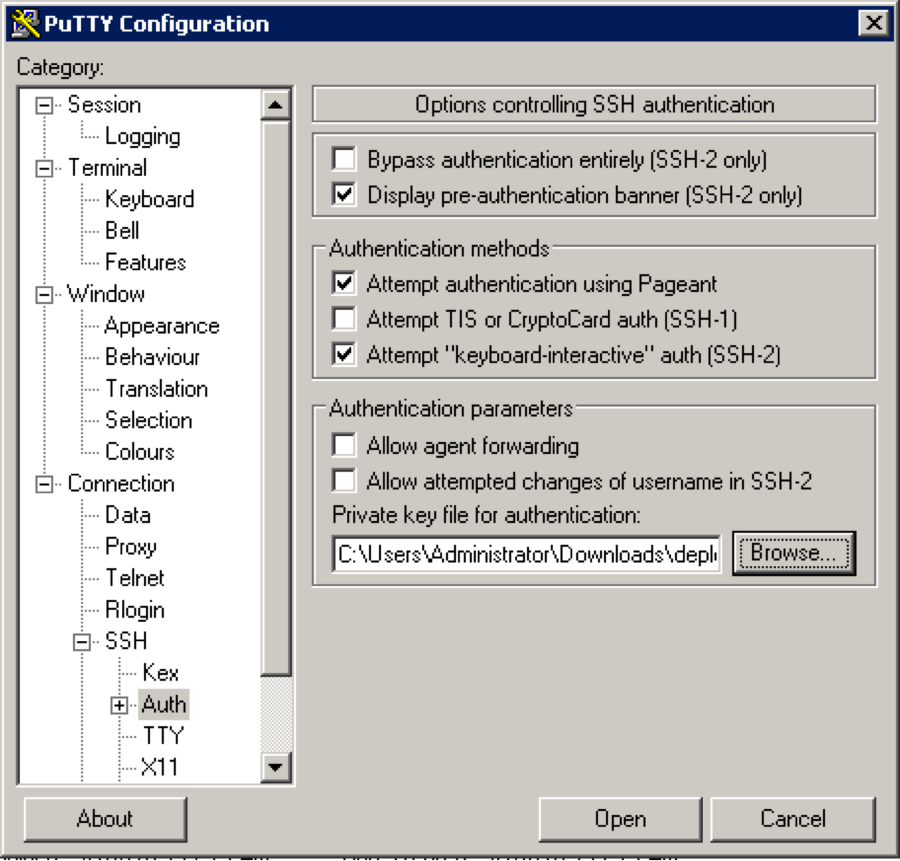 PuTTY Configuration
Category:
Session
Logging
Terminal
Keyboard
Bell
Features
Window
Appearance
Behaviour
Translation
Selection
Colours
Connection
Data
Proxy
Telnet
Rlogin
SSH
Kex
Auth
TTY
X11
Options controlling SSH authentication
Bypass authentication entirely (SSH-2 only)
Display pre-authentication banner (SSH-2 only)
Authentication methods
Attempt authentication using Pageant
Attempt TIS or CryptoCard auth (SSH-1)
Attempt "keyboard-interactive" auth (SSH-2)
Authentication parameters
Allow agent forwarding
Allow attempted changes of username in SSH-2
Private key file for authentication:
C:\Users\Administrator\Downloads\depl
Browse...
About
Open
Cancel